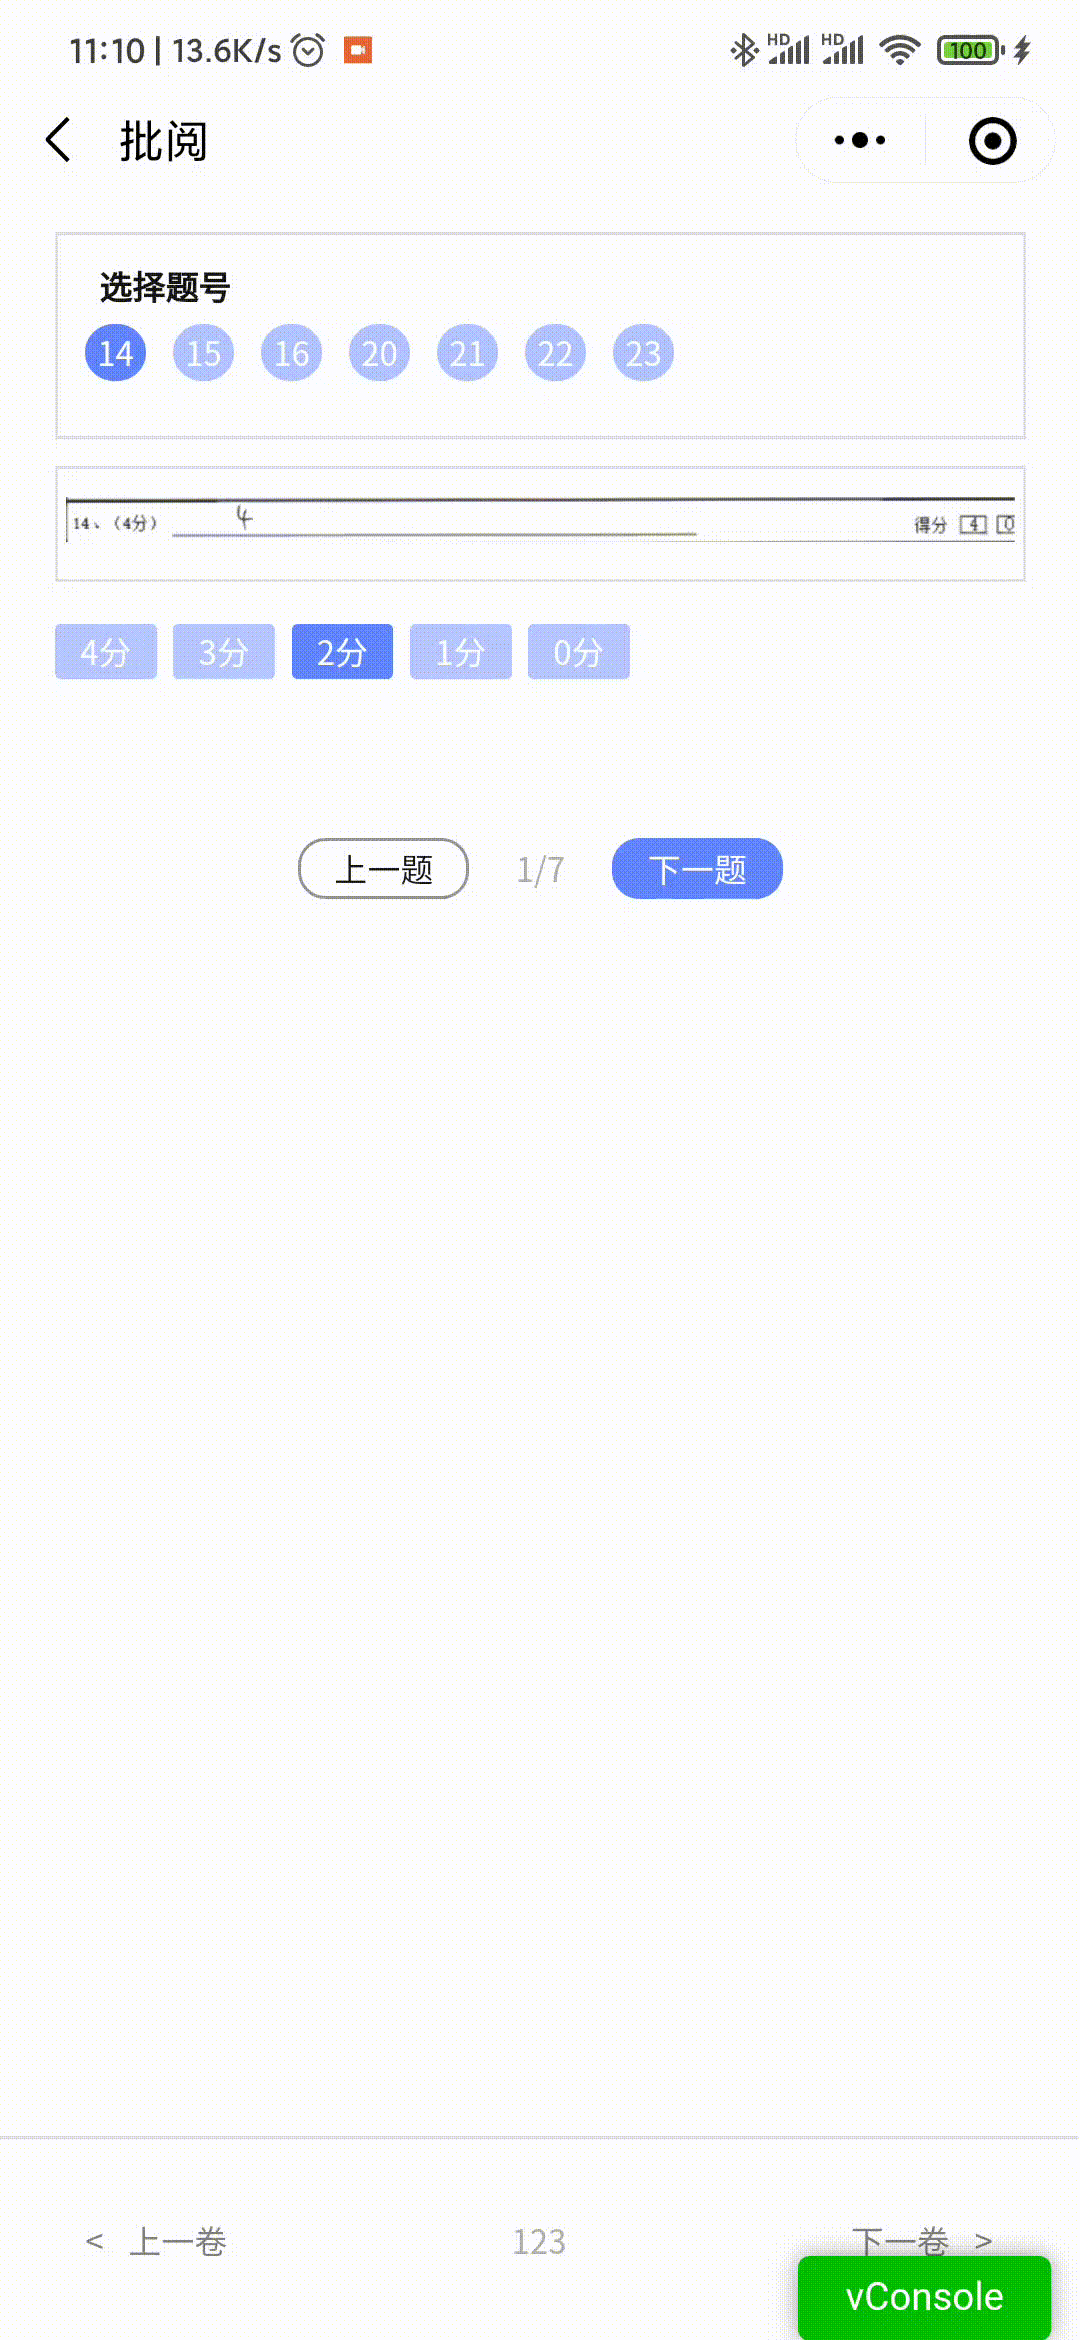 11:10 | 13.6K/s HD HD 100
批阅
选择题号
14 15 16 20 21 22 23
14、（4分） 4 得分 4 0
4分 3分 2分 1分 0分
上一题 1/7 下一题
< 上一卷 123 下一卷 >
vConsole